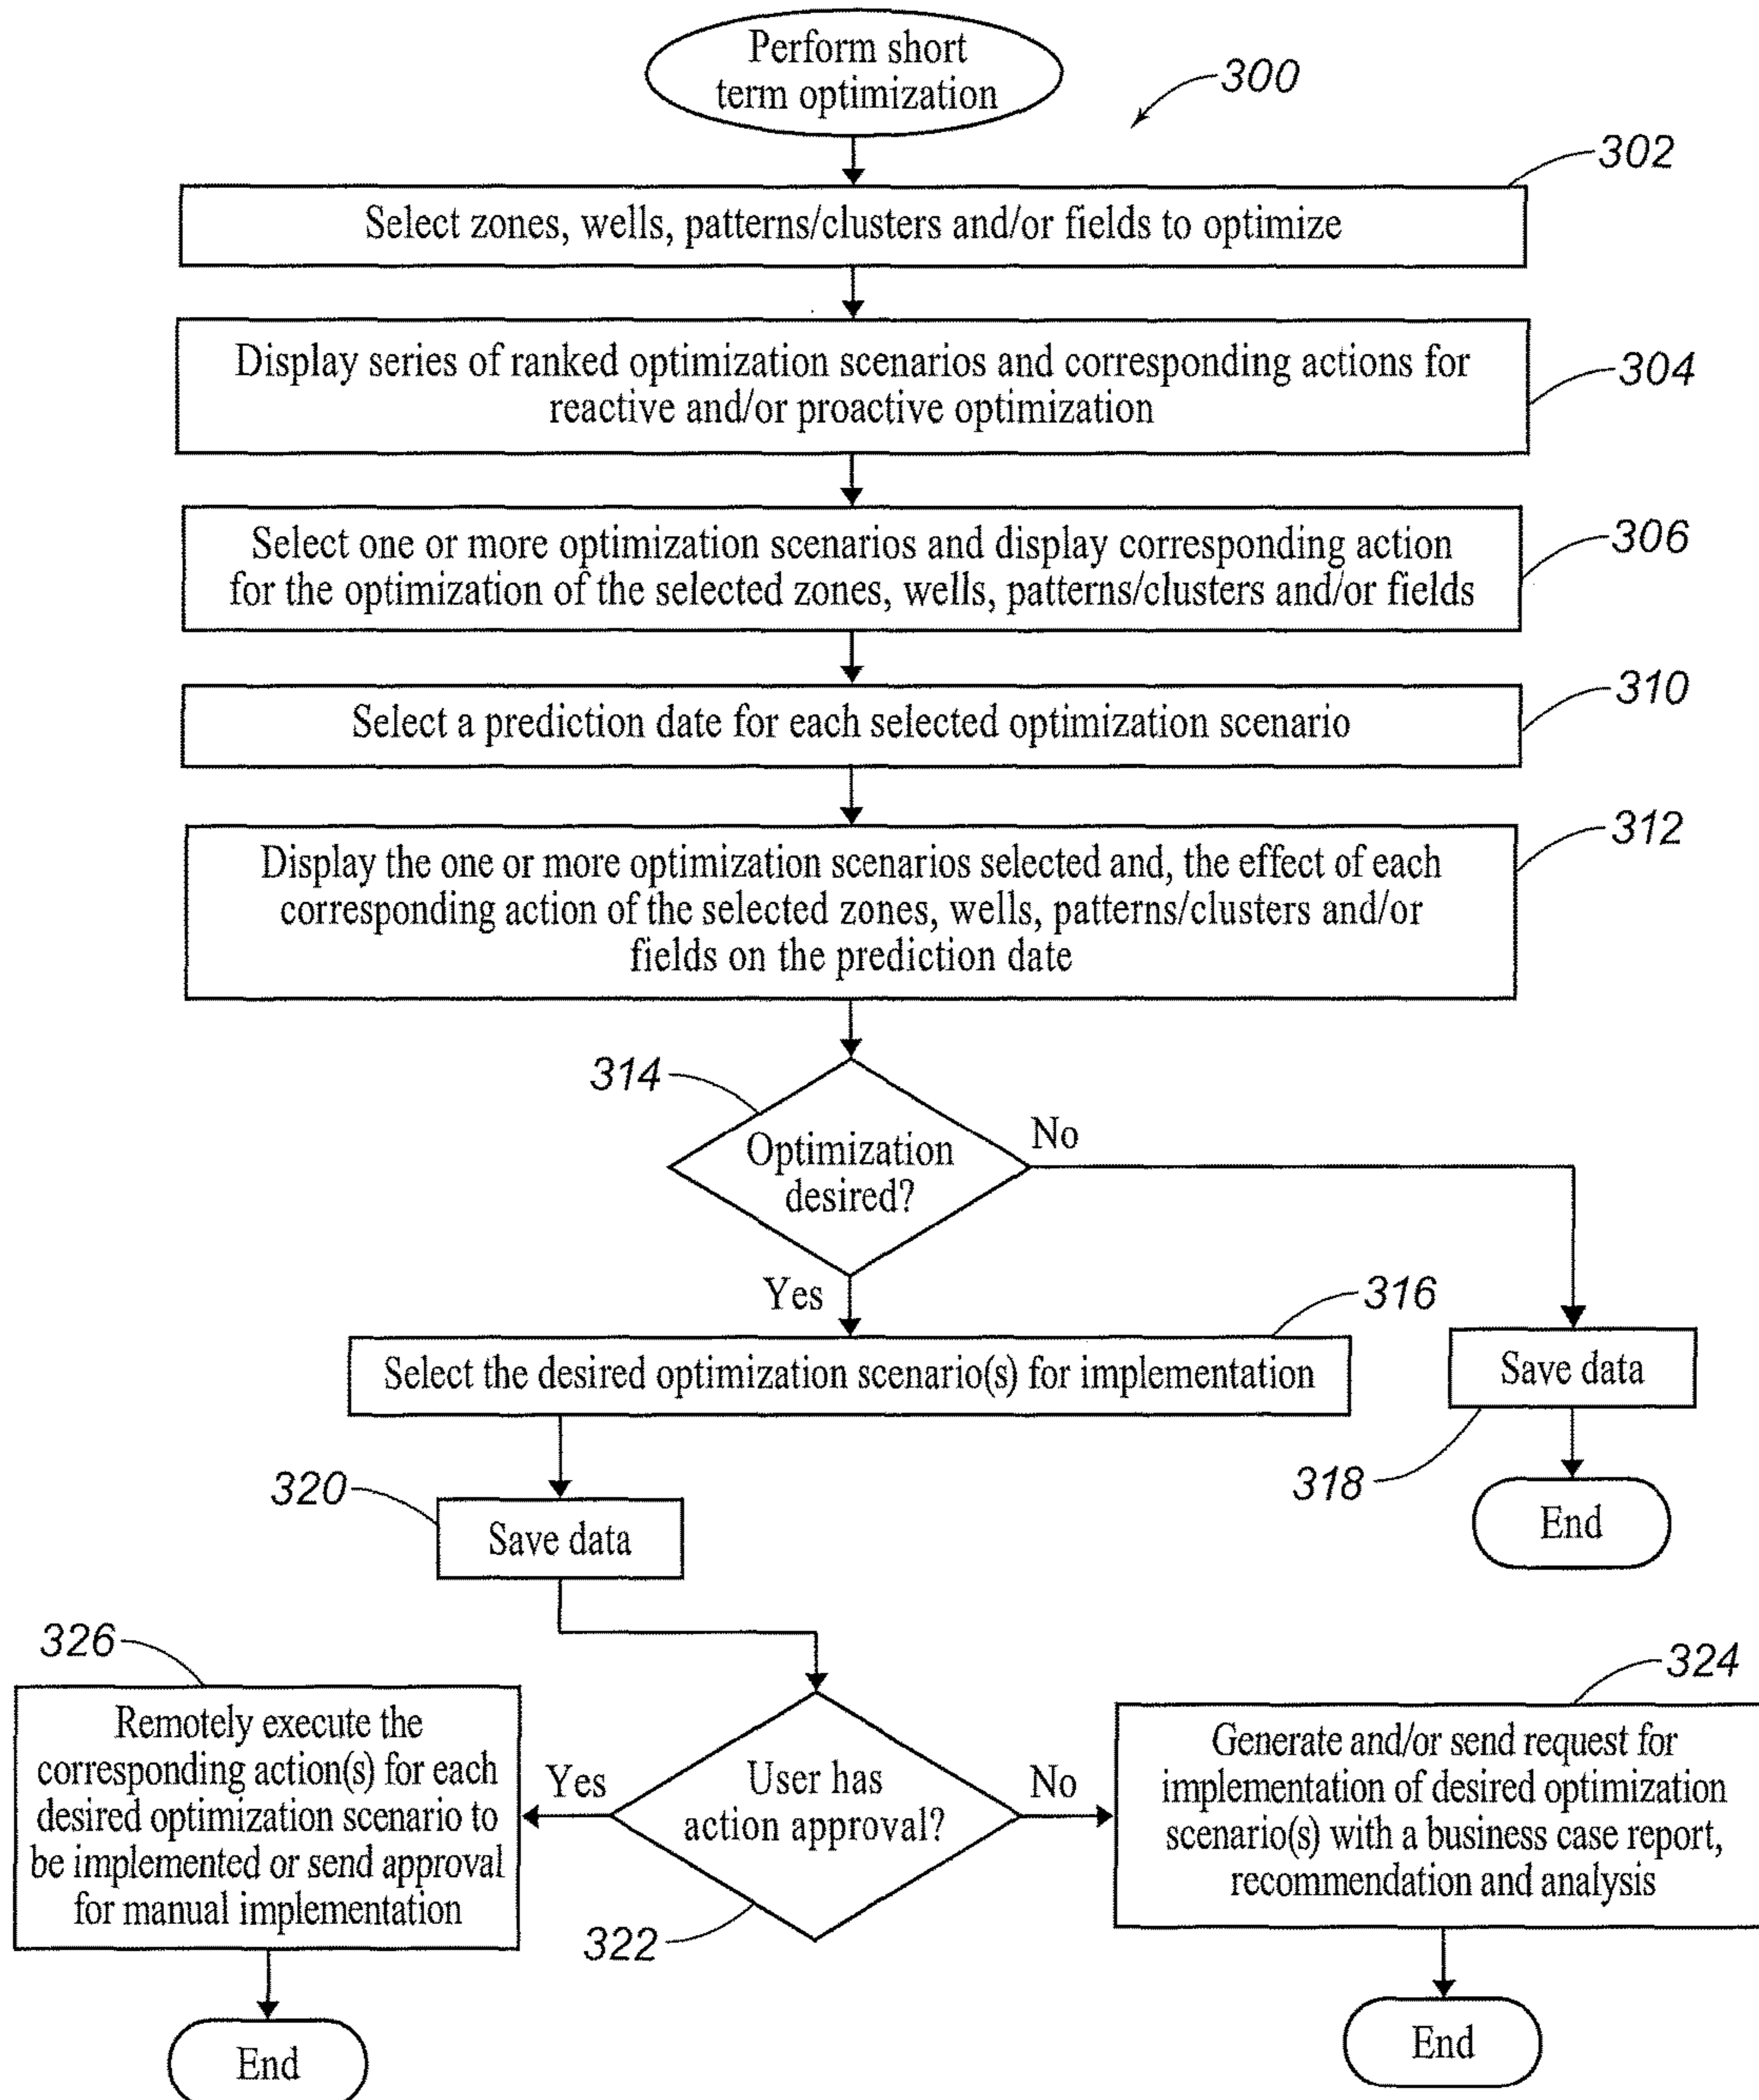 Perform short
term optimization
300
302
Select zones, wells, patterns/clusters and/or fields to optimize
Display series of ranked optimization scenarios and corresponding actions for
reactive and/or proactive optimization
304
Select one or more optimization scenarios and display corresponding action
for the optimization of the selected zones, wells, patterns/clusters and/or fields
306
Select a prediction date for each selected optimization scenario
310
Display the one or more optimization scenarios selected and, the effect of each
corresponding action of the selected zones, wells, patterns/clusters and/or
fields on the prediction date
312
314
Optimization
desired?
No
Yes
316
Select the desired optimization scenario(s) for implementation
Save data
318
End
320
Save data
326
Remotely execute the
corresponding action(s) for each
desired optimization scenario to
be implemented or send approval
for manual implementation
Yes
User has
action approval?
No
322
324
Generate and/or send request for
implementation of desired optimization
scenario(s) with a business case report,
recommendation and analysis
End
End